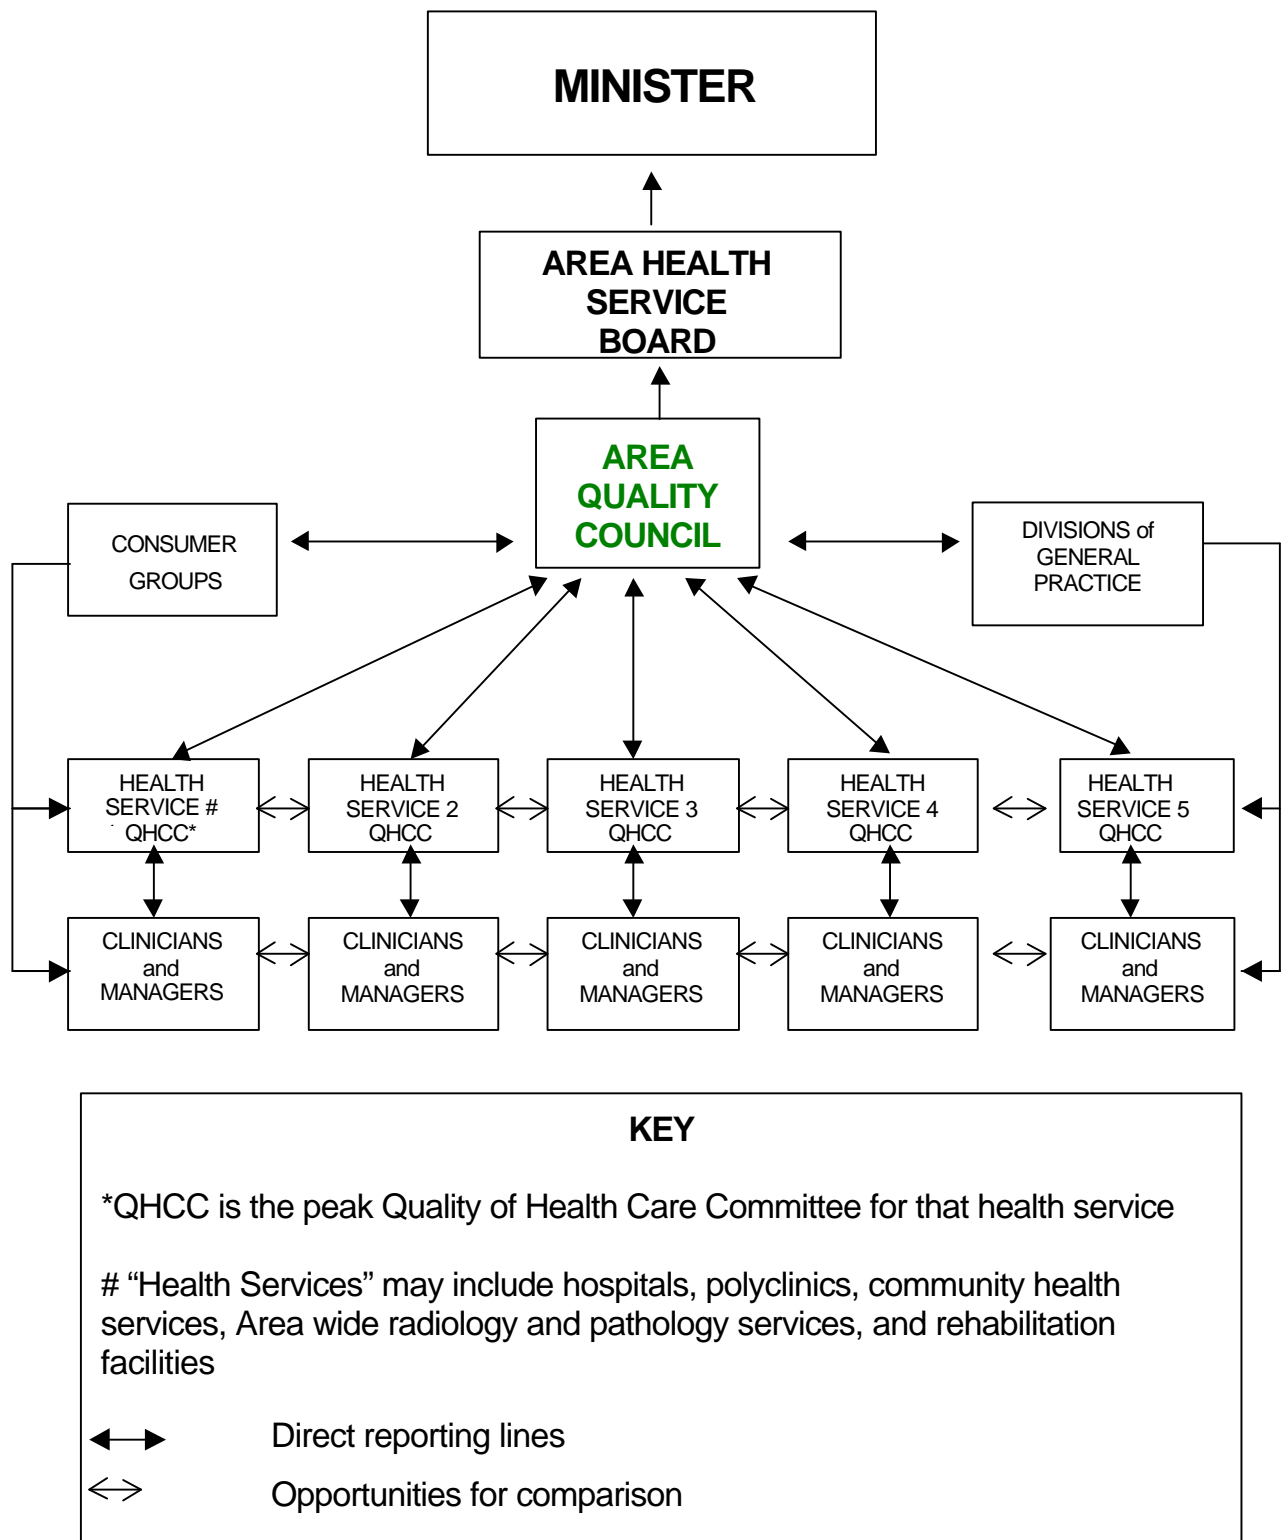 MINISTER
AREA HEALTH
SERVICE
BOARD
AREA
QUALITY
COUNCIL
CONSUMER
GROUPS
DIVISIONS of
GENERAL
PRACTICE
HEALTH
SERVICE #
QHCC*
HEALTH
SERVICE 2
QHCC
HEALTH
SERVICE 3
QHCC
HEALTH
SERVICE 4
QHCC
HEALTH
SERVICE 5
QHCC
CLINICIANS
and
MANAGERS
CLINICIANS
and
MANAGERS
CLINICIANS
and
MANAGERS
CLINICIANS
and
MANAGERS
CLINICIANS
and
MANAGERS
KEY
*QHCC is the peak Quality of Health Care Committee for that health service
# “Health Services” may include hospitals, polyclinics, community health
services, Area wide radiology and pathology services, and rehabilitation
facilities
Direct reporting lines
Opportunities for comparison